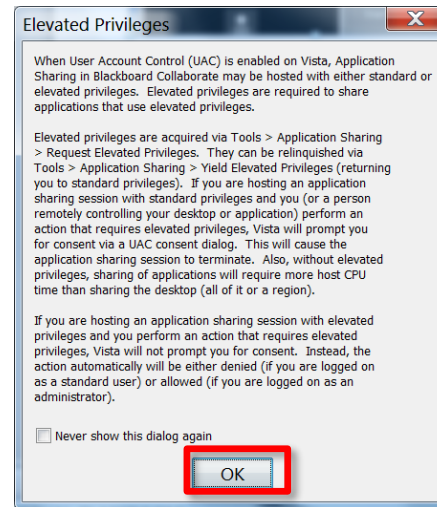 Elevated Privileges
When User Account Control (UAC) is enabled on Vista, Application
Sharing in Blackboard Collaborate may be hosted with either standard or
elevated privileges. Elevated privileges are required to share
applications that use elevated privileges.
Elevated privileges are acquired via Tools > Application Sharing
> Request Elevated Privileges. They can be relinquished via
Tools > Application Sharing > Yield Elevated Privileges (returning
you to standard privileges). If you are hosting an application
sharing session with standard privileges and you (or a person
remotely controlling your desktop or application) perform an
action that requires elevated privileges, Vista will prompt you
for consent via a UAC consent dialog. This will cause the
application sharing session to terminate. Also, without elevated
privileges, sharing of applications will require more host CPU
time than sharing the desktop (all of it or a region).
If you are hosting an application sharing session with elevated
privileges and you perform an action that requires elevated
privileges, Vista will not prompt you for consent. Instead, the
action automatically will be either denied (if you are logged on
as a standard user) or allowed (if you are logged on as an
administrator).
Never show this dialog again
OK